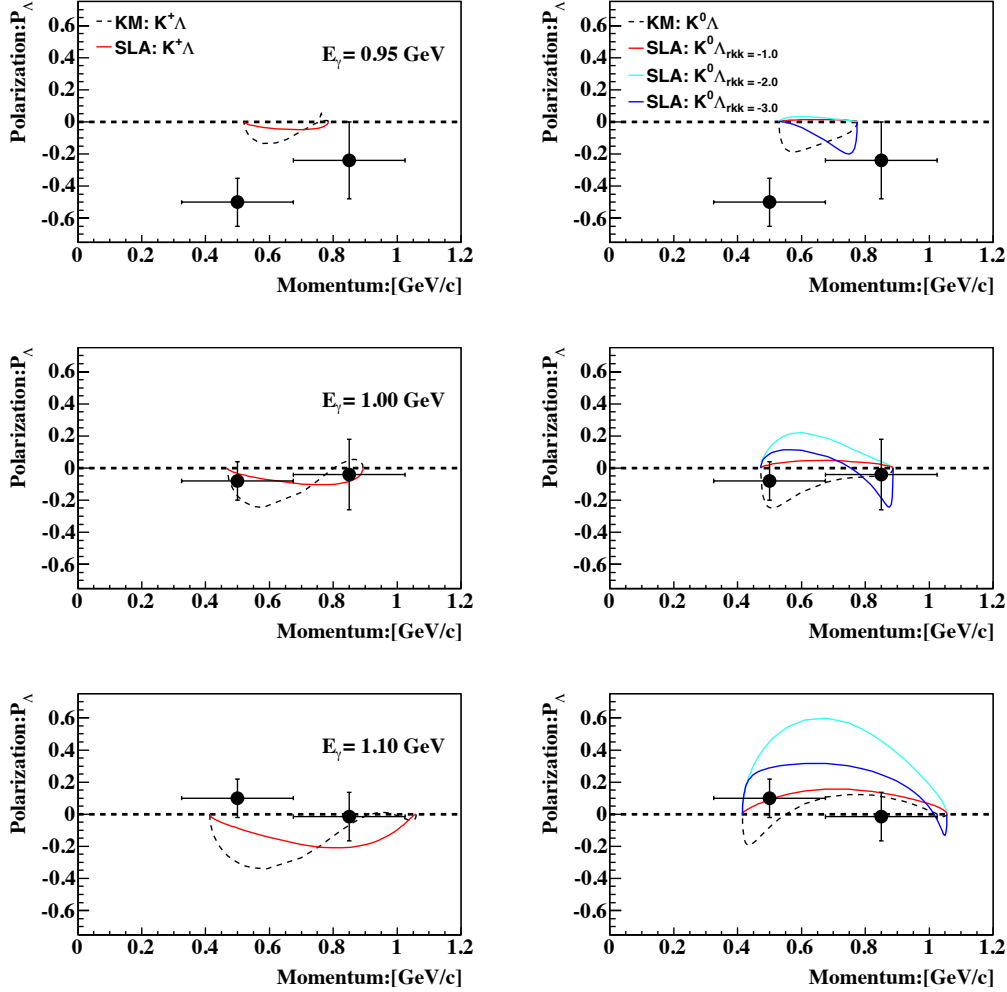 Polarization:P_Λ
0.6
0.4
0.2
0
-0.2
-0.4
-0.6
KM: K⁺Λ
SLA: K⁺Λ
E_γ = 0.95 GeV
0 0.2 0.4 0.6 0.8 1 1.2
Momentum:[GeV/c]
Polarization:P_Λ
0.6
0.4
0.2
0
-0.2
-0.4
-0.6
KM: K⁰Λ
SLA: K⁰Λ_rkk = -1.0
SLA: K⁰Λ_rkk = -2.0
SLA: K⁰Λ_rkk = -3.0
0 0.2 0.4 0.6 0.8 1 1.2
Momentum:[GeV/c]
Polarization:P_Λ
0.6
0.4
0.2
0
-0.2
-0.4
-0.6
E_γ = 1.00 GeV
0 0.2 0.4 0.6 0.8 1 1.2
Momentum:[GeV/c]
Polarization:P_Λ
0.6
0.4
0.2
0
-0.2
-0.4
-0.6
0 0.2 0.4 0.6 0.8 1 1.2
Momentum:[GeV/c]
Polarization:P_Λ
0.6
0.4
0.2
0
-0.2
-0.4
-0.6
E_γ = 1.10 GeV
0 0.2 0.4 0.6 0.8 1 1.2
Momentum:[GeV/c]
Polarization:P_Λ
0.6
0.4
0.2
0
-0.2
-0.4
-0.6
0 0.2 0.4 0.6 0.8 1 1.2
Momentum:[GeV/c]